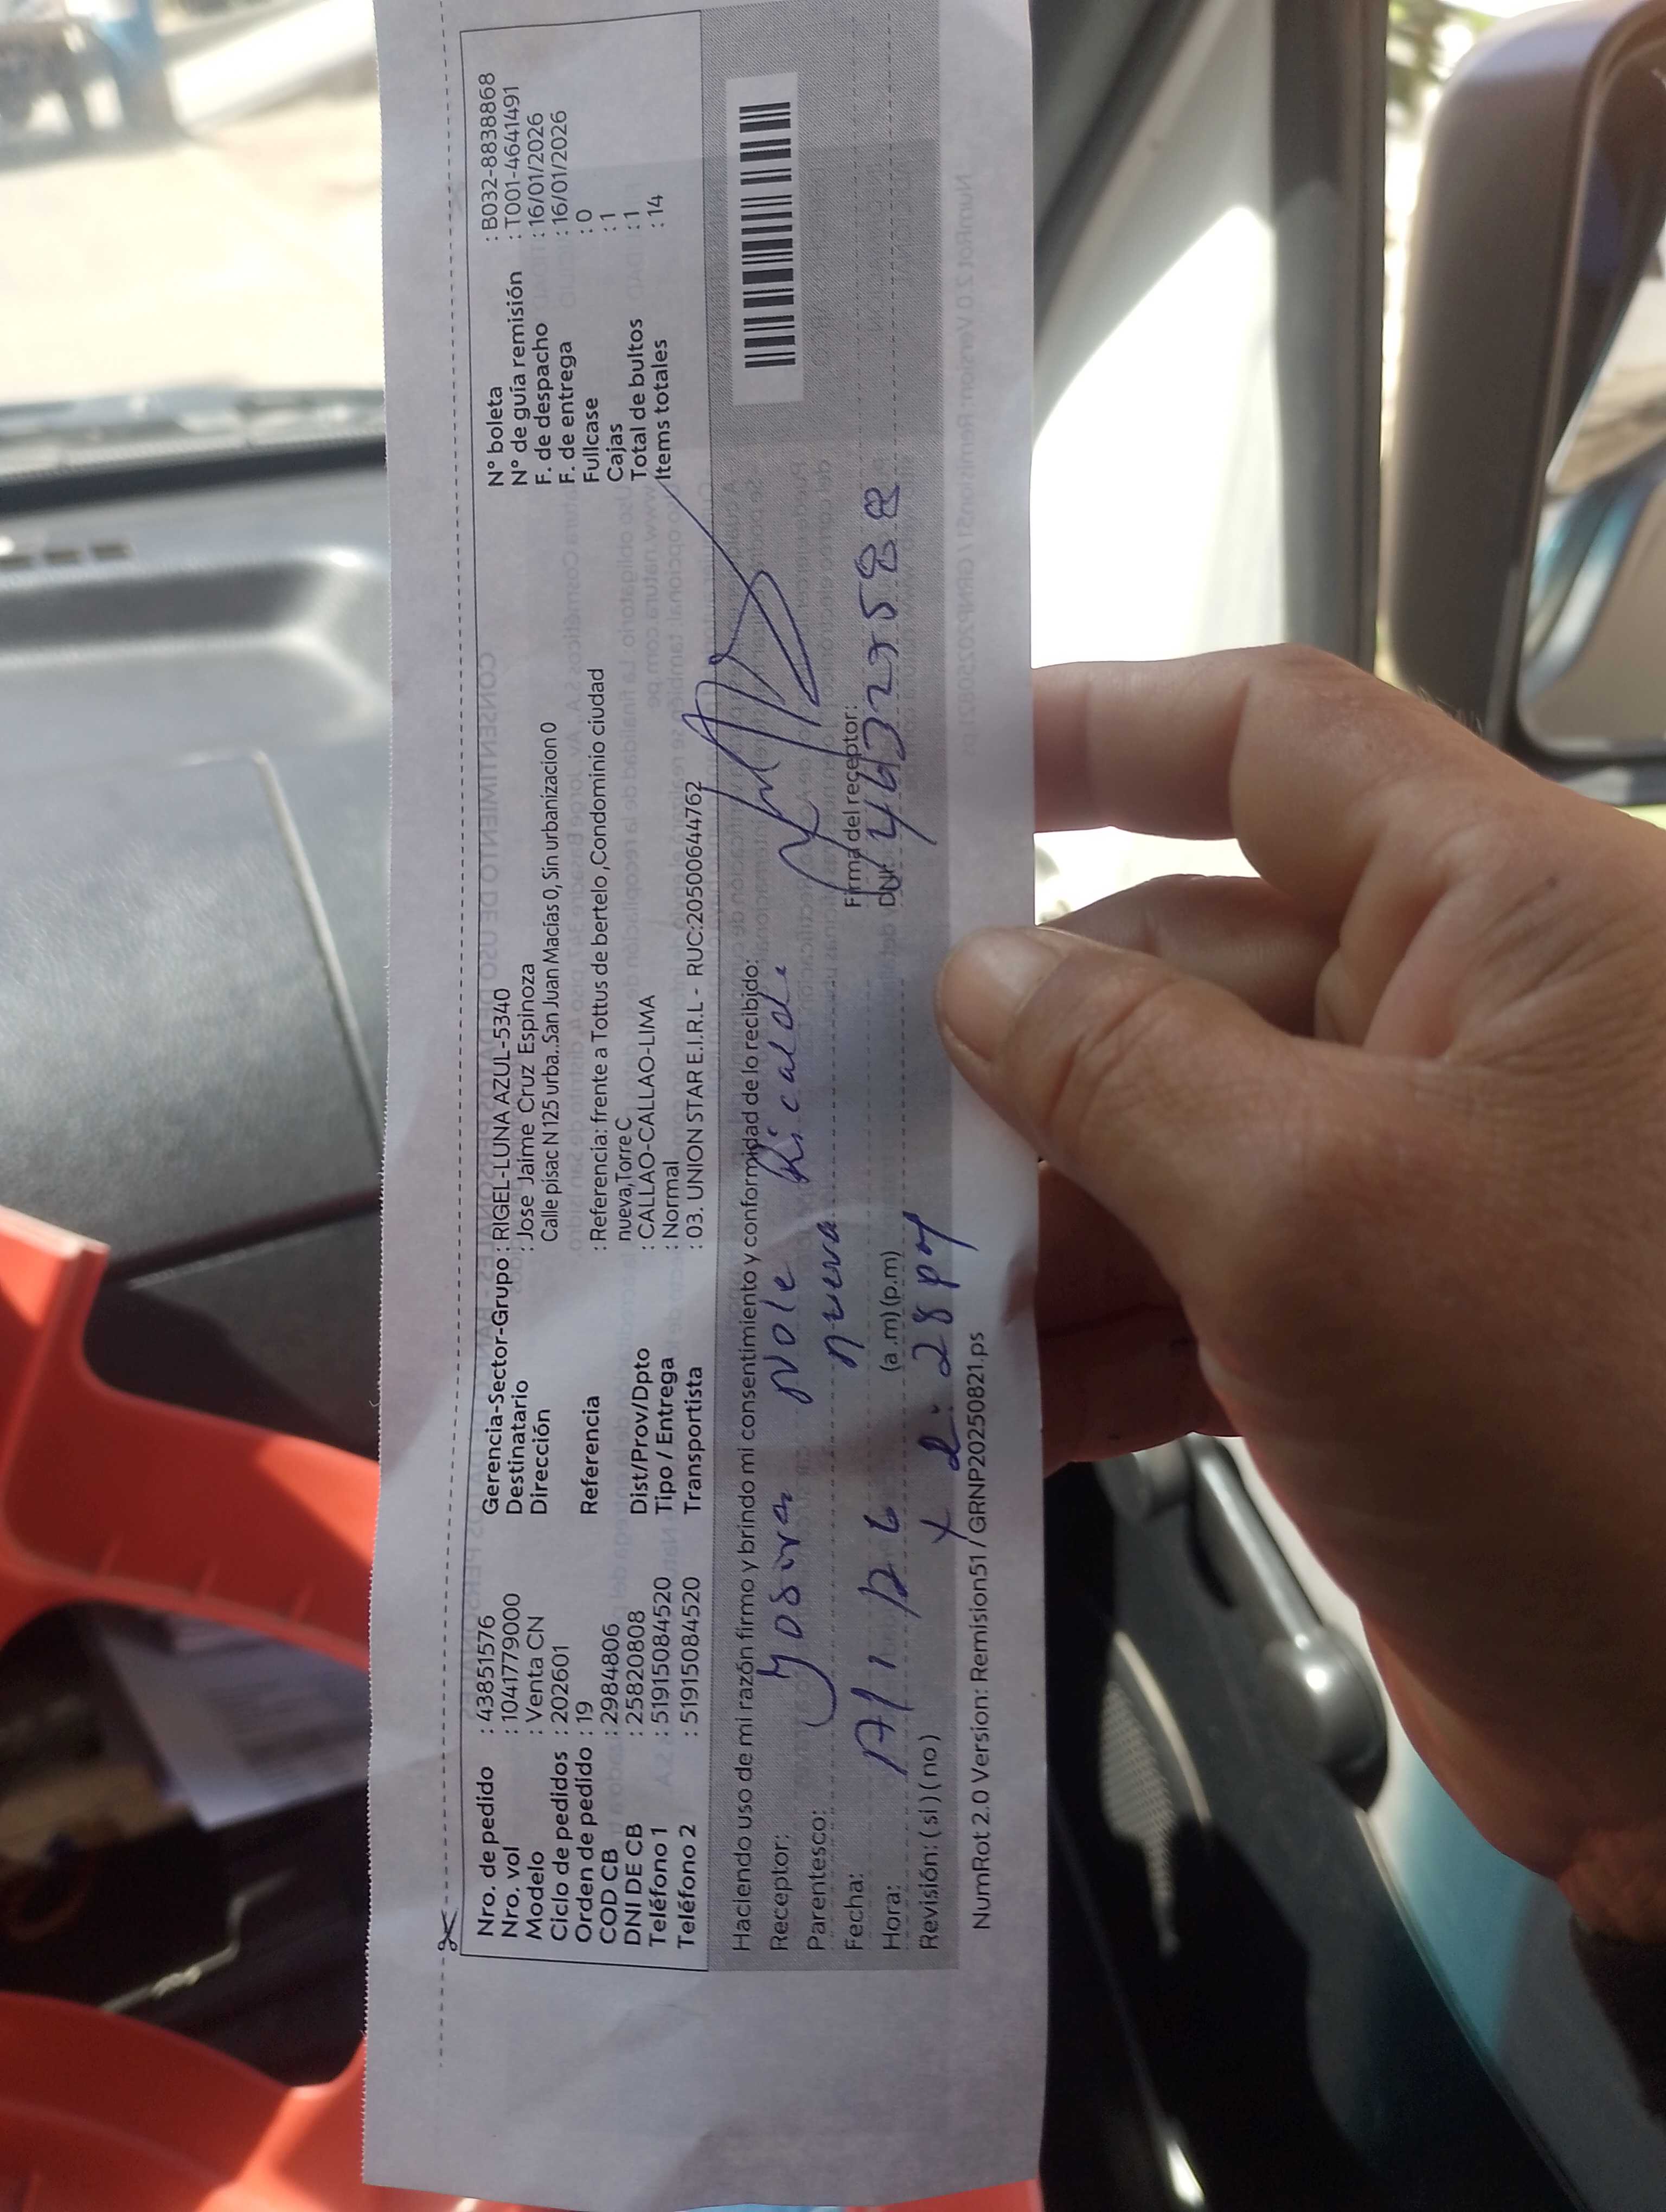 Nro. de pedido : 43851576
Nro. vol : 1041779000
Modelo : Venta CN
Ciclo de pedidos : 202601
Orden de pedido : 19
COD CB : 2984806
DNI DE CB : 25820808
Teléfono 1 : 51915084520
Teléfono 2 : 51915084520
Gerencia-Sector-Grupo : RIGEL-LUNA AZUL-5340
Destinatario : Jose Jaime Cruz Espinoza
Dirección Calle pisac N125 urba..San Juan Macías 0, Sin urbanizacion 0
Referencia : Referencia: frente a Tottus de bertelo ,Condominio ciudad
nueva,Torre C
Dist/Prov/Dpto : CALLAO-CALLAO-LIMA
Tipo / Entrega : Normal
Transportista : 03. UNION STAR E.I.R.L - RUC:20500644762
N° boleta : B032-8838868
N° de guía remisión : T001-4641491
F. de despacho : 16/01/2026
F. de entrega : 16/01/2026
Fullcase : 0
Cajas : 1
Total de bultos : 1
Items totales : 14
Haciendo uso de mi razón firmo y brindo mi consentimiento y conformidad de lo recibido:
Receptor: Nole Ricalde
Parentesco: nuera
Fecha:
Hora: (a .m) (p.m)
Revisión: ( si ) ( no )
Firma del receptor:
DNI:
NumRot 2.0 Version: Remision51 / GRNP20250821.ps